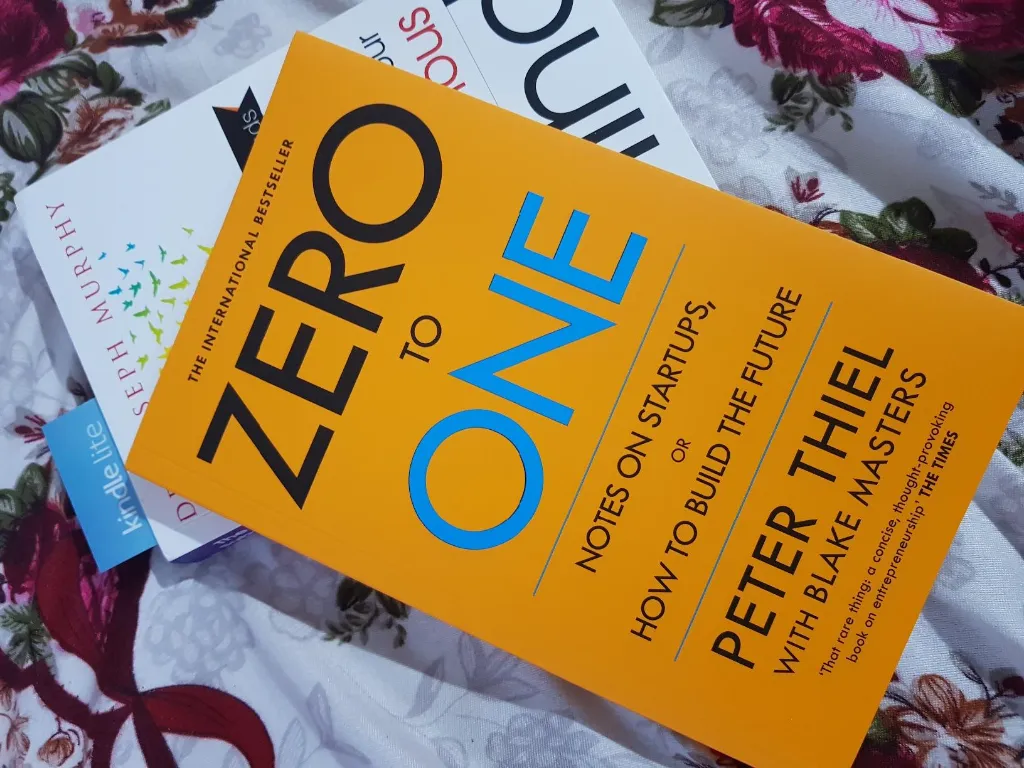 THE INTERNATIONAL BESTSELLER
ZERO
TO
ONE
NOTES ON STARTUPS,
OR
HOW TO BUILD THE FUTURE
PETER THIEL
WITH BLAKE MASTERS
'That rare thing: a concise, thought-provoking
book on entrepreneurship' THE TIMES
SEPH MURPHY
kindle lite